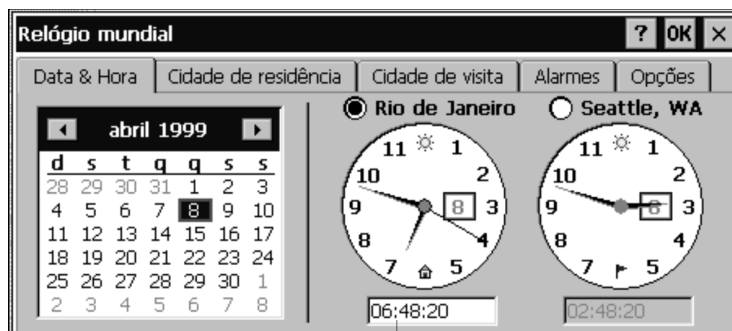 Relógio mundial ? OK ×
Data & Hora Cidade de residência Cidade de visita Alarmes Opções
abril 1999
d s t q q s s
28 29 30 31 1 2 3
4 5 6 7 8 9 10
11 12 13 14 15 16 17
18 19 20 21 22 23 24
25 26 27 28 29 30 1
2 3 4 5 6 7 8
Rio de Janeiro
11 1
10 2
9 8 3
8 4
7 5
06:48:20
Seattle, WA
11 1
10 2
9 8 3
8 4
7 5
02:48:20